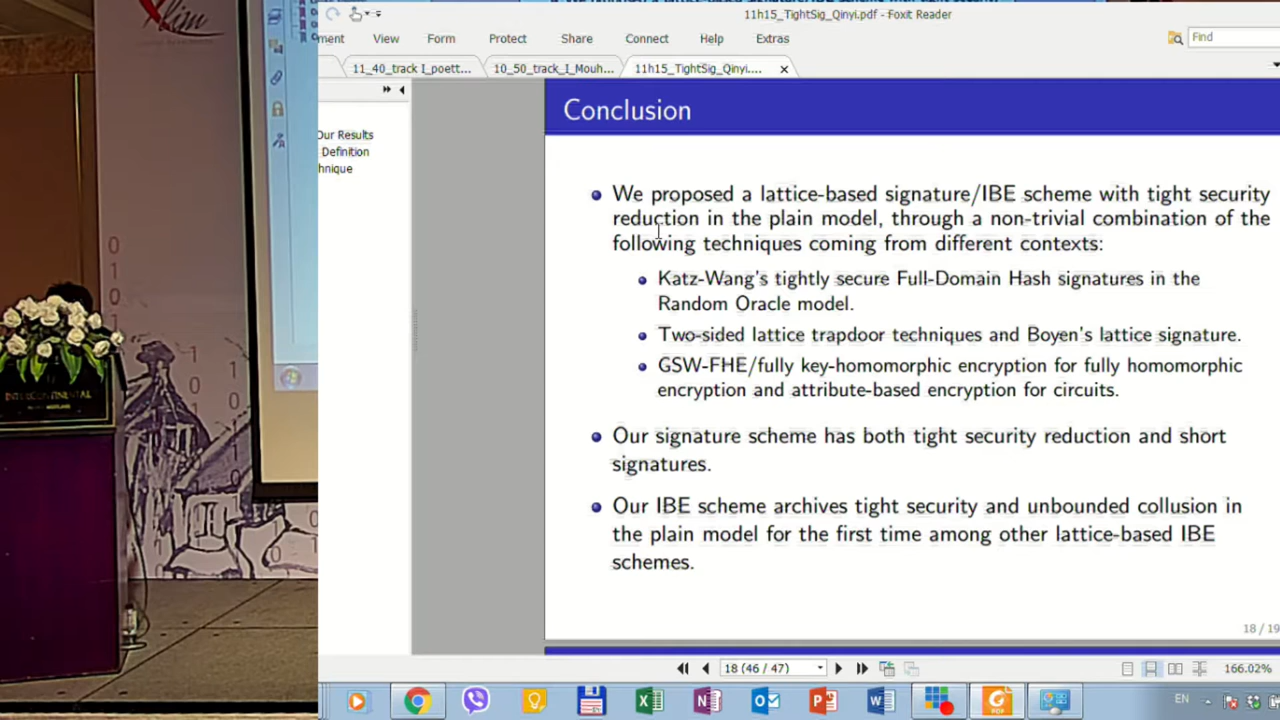 11h15_TightSig_Qinyi.pdf - Foxit Reader
ment View Form Protect Share Connect Help Extras
Find
11_40_track I_poett... 10_50_track_I_Mouh... 11h15_TightSig_Qinyi....
Our Results
Definition
hnique
Conclusion
We proposed a lattice-based signature/IBE scheme with tight security
reduction in the plain model, through a non-trivial combination of the
following techniques coming from different contexts:
Katz-Wang's tightly secure Full-Domain Hash signatures in the
Random Oracle model.
Two-sided lattice trapdoor techniques and Boyen's lattice signature.
GSW-FHE/fully key-homomorphic encryption for fully homomorphic
encryption and attribute-based encryption for circuits.
Our signature scheme has both tight security reduction and short
signatures.
Our IBE scheme archives tight security and unbounded collusion in
the plain model for the first time among other lattice-based IBE
schemes.
18 / 19
18 (46 / 47)
166.02%
EN
INTERCONTINENTAL